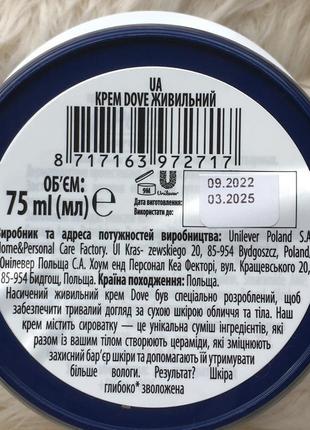 UA
КРЕМ DOVE ЖИВИЛЬНИЙ
8 717163 972717
ОБ'ЄМ:
75 ml (мл) ℮
9M
Unilever
Дата виготовлення:
Використати до:
09.2022
03.2025
Виробник та адреса потужностей виробництва: Unilever Poland S.A.
Home&Personal Care Factory. Ul Kras- zewskiego 20, 85-954 Bydgoszcz, Poland.
Юнілевер Польща С.А. Хоум енд Персонал Кеа Фекторі, вул. Кращевського 20,
85-954 Бидгощ, Польща. Країна походження: Польща.
Насичений живильний крем Dove був спеціально розроблений, щоб
забезпечити тривалий догляд за сухою шкірою обличчя та тіла. Наш
крем містить сироватку — це унікальна суміш інгредієнтів, які
разом із вашим тілом створюють цераміди, які зміцнюють
захисний бар'єр шкіри та допомагають їй утримувати
більше вологи. Результат? Шкіра
глибоко* зволожена